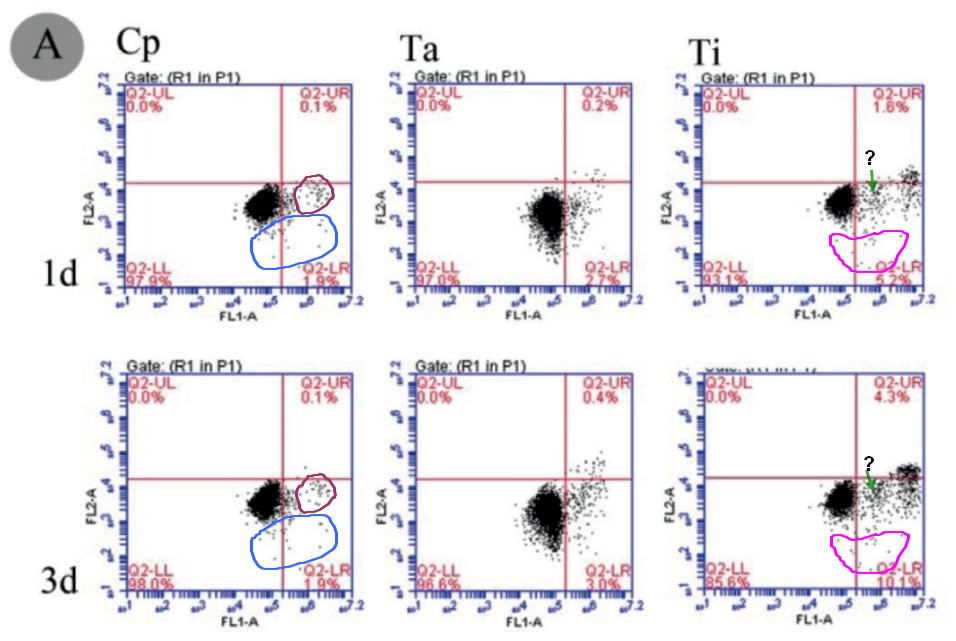 A Cp Ta Ti
Gate: (R1 in P1) Gate: (R1 in P1) Gate: (R1 in P1)
Q2-UL Q2-UR Q2-UL Q2-UR Q2-UL Q2-UR
0.0% 0.1% 0.0% 0.2% 0.0% 1.6%
?
FL2-A FL2-A FL2-A
1d
Q2-LL Q2-LR Q2-LL Q2-LR Q2-LL Q2-LR
97.9% 1.9% 97.0% 2.7% 93.1% 5.2%
FL1-A FL1-A FL1-A
Gate: (R1 in P1) Gate: (R1 in P1)
Q2-UL Q2-UR Q2-UL Q2-UR Q2-UL Q2-UR
0.0% 0.1% 0.0% 0.4% 0.0% 4.3%
?
FL2-A FL2-A FL2-A
3d
Q2-LL Q2-LR Q2-LL Q2-LR Q2-LL Q2-LR
98.0% 1.9% 96.6% 3.0% 85.6% 10.1%
FL1-A FL1-A FL1-A